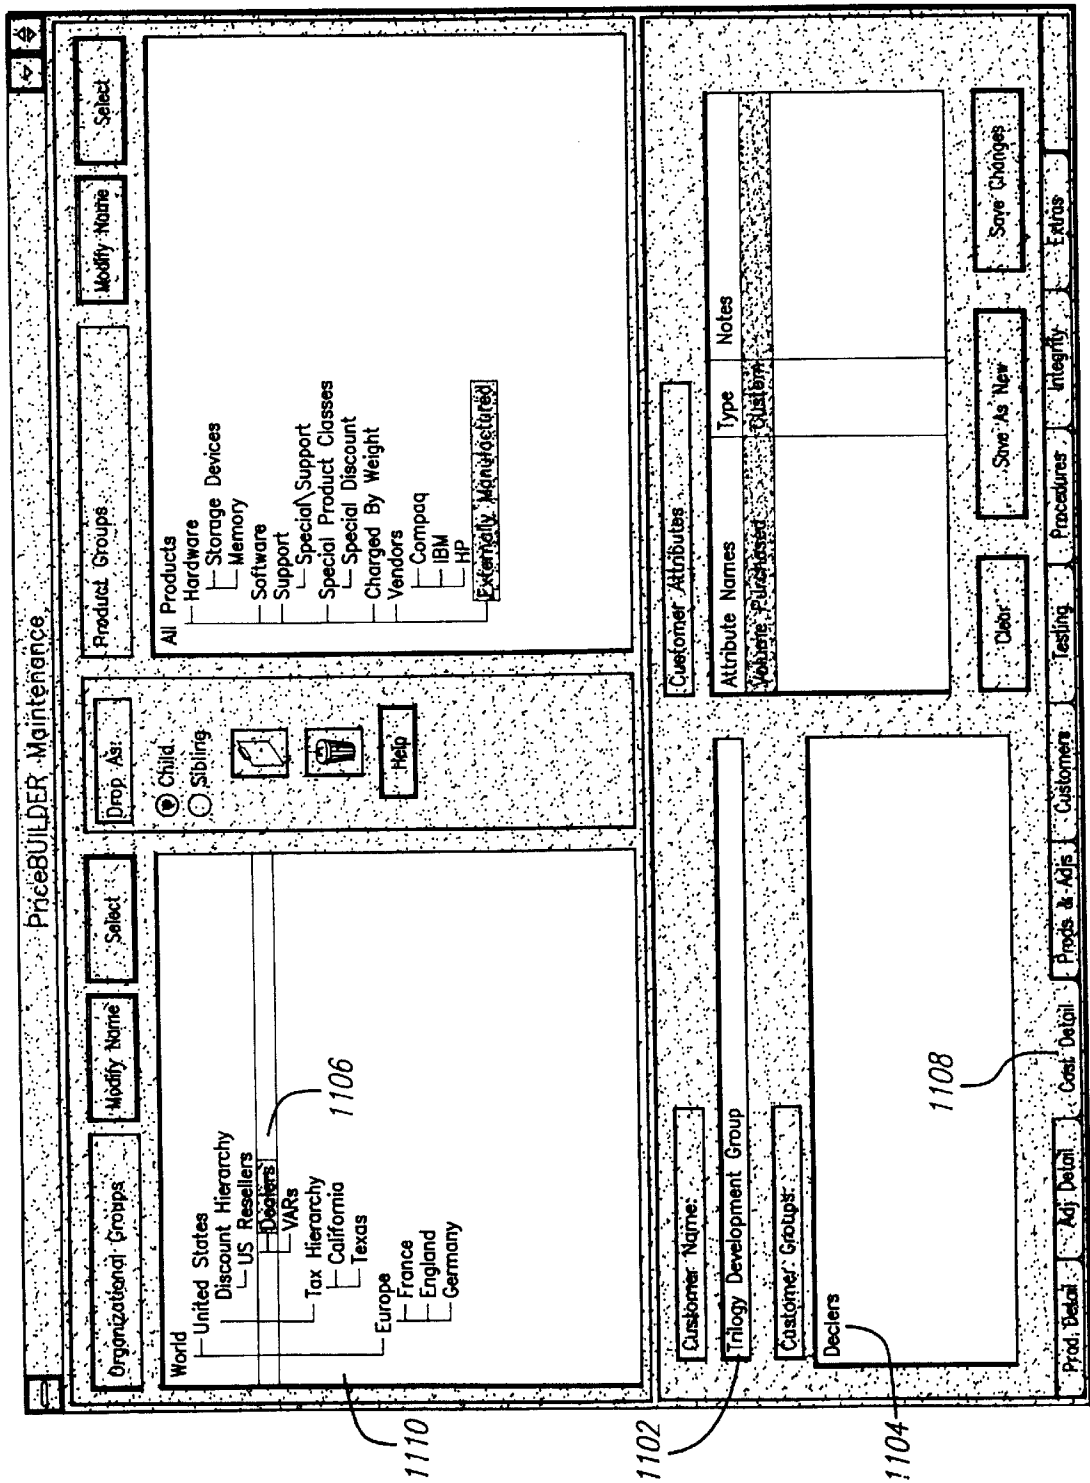 PriceBUILDER Maintenance
Organizational Groups
Modify Name
Select
World
United States
Discount Hierarchy
US Resellers
Dealers
VARs
Tax Hierarchy
California
Texas
Europe
France
England
Germany
1106
1110
Drop As:
Child
Sibling
Help
Product Groups
Modify Name
Select
All Products
Hardware
Storage Devices
Memory
Software
Support
Special\Support
Special Product Classes
Special Discount
Charged By Weight
Vendors
Compaq
IBM
HP
Externally Manufactured
Customer Name:
Trilogy Development Group
1102
Customer Groups:
Declers
1104
1108
Customer Attributes
Attribute Names Type Notes
Volume Purchased Custom
Clear
Save As New
Save Changes
Prod. Detail Adj. Detail Cust. Detail Prods & Adjs Customers Testing Procedures Integrity Extras